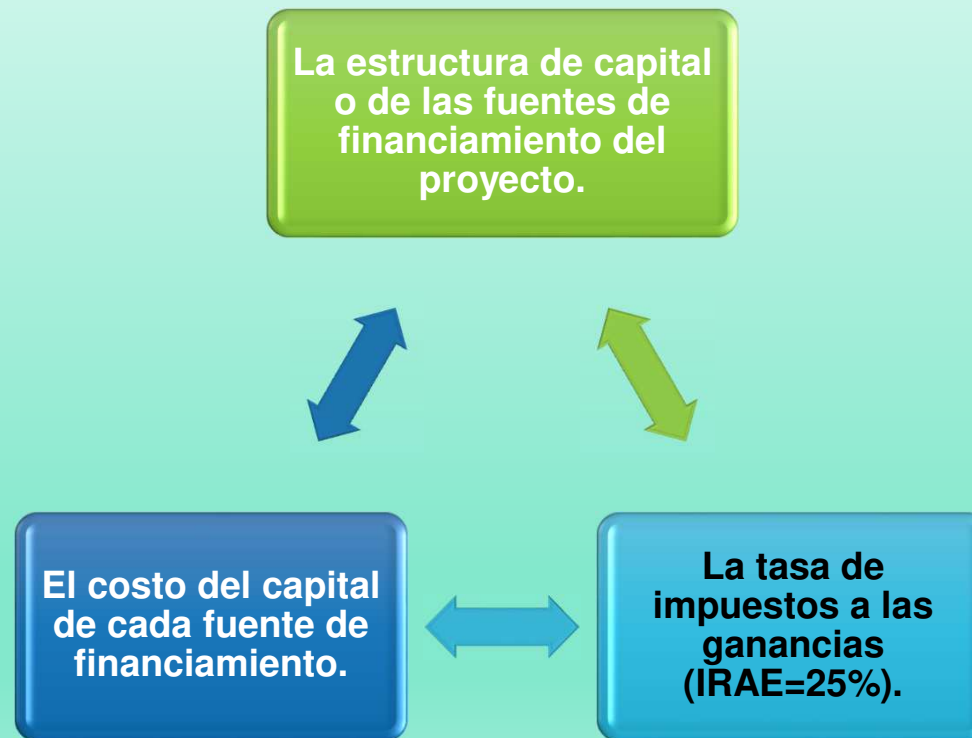 La estructura de capital
o de las fuentes de
financiamiento del
proyecto.
El costo del capital
de cada fuente de
financiamiento.
La tasa de
impuestos a las
ganancias
(IRAE=25%).